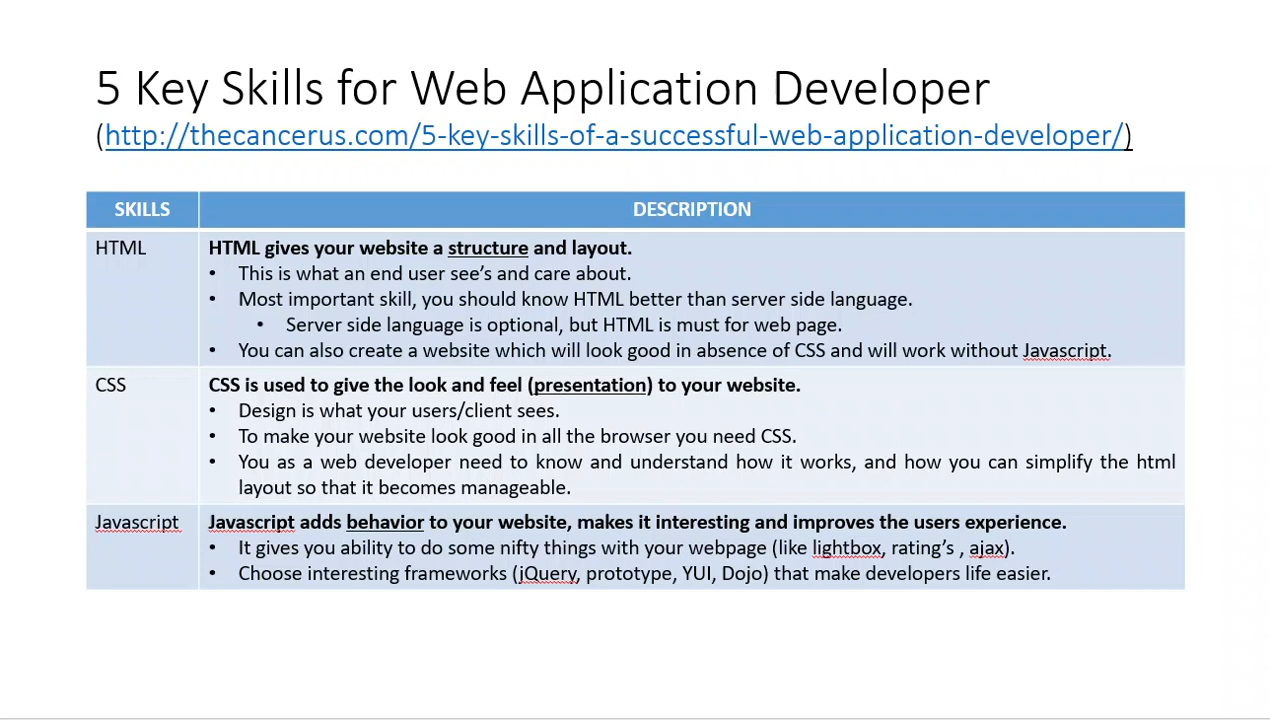 5 Key Skills for Web Application Developer
(http://thecancerus.com/5-key-skills-of-a-successful-web-application-developer/)
SKILLS DESCRIPTION
HTML HTML gives your website a structure and layout.
• This is what an end user see's and care about.
• Most important skill, you should know HTML better than server side language.
• Server side language is optional, but HTML is must for web page.
• You can also create a website which will look good in absence of CSS and will work without Javascript.
CSS CSS is used to give the look and feel (presentation) to your website.
• Design is what your users/client sees.
• To make your website look good in all the browser you need CSS.
• You as a web developer need to know and understand how it works, and how you can simplify the html
layout so that it becomes manageable.
Javascript Javascript adds behavior to your website, makes it interesting and improves the users experience.
• It gives you ability to do some nifty things with your webpage (like lightbox, rating's , ajax).
• Choose interesting frameworks (jQuery, prototype, YUI, Dojo) that make developers life easier.